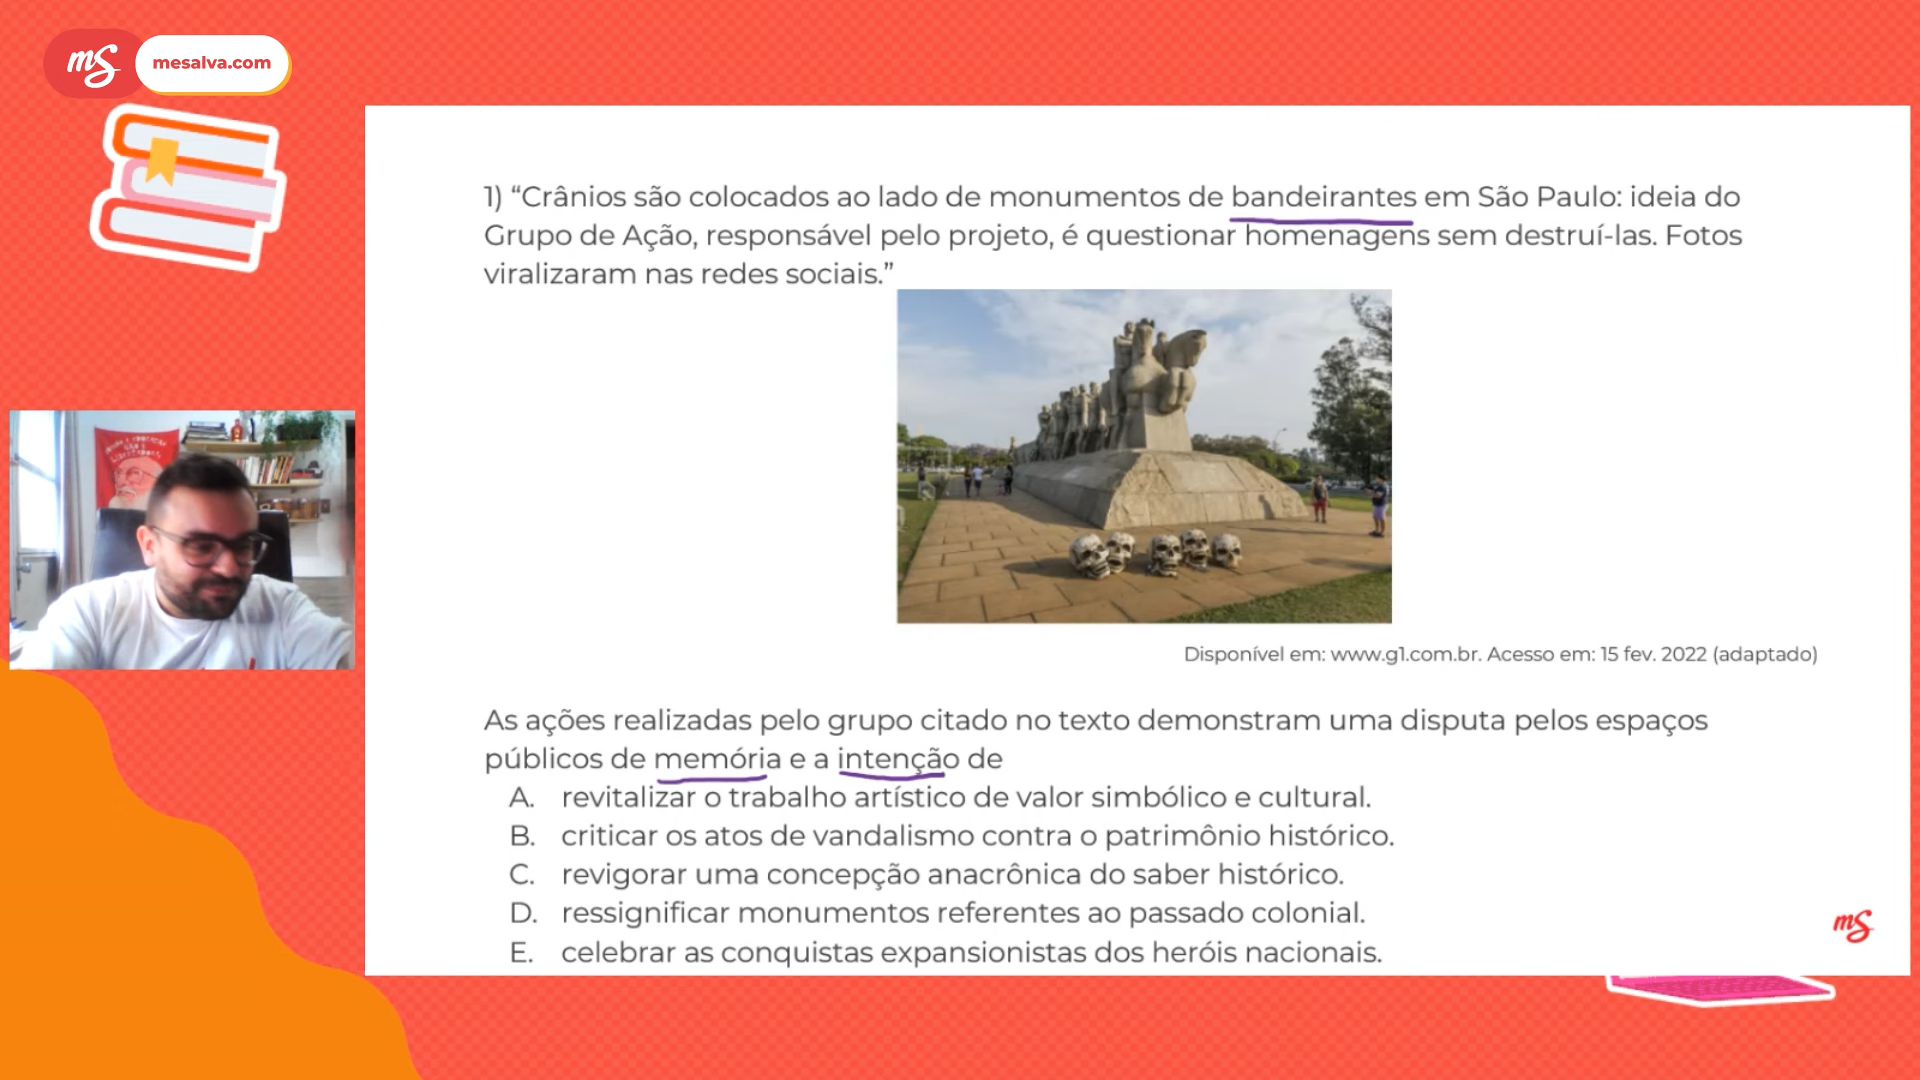 mS mesalva.com
1) “Crânios são colocados ao lado de monumentos de bandeirantes em São Paulo: ideia do
Grupo de Ação, responsável pelo projeto, é questionar homenagens sem destruí-las. Fotos
viralizaram nas redes sociais.”
Disponível em: www.g1.com.br. Acesso em: 15 fev. 2022 (adaptado)
As ações realizadas pelo grupo citado no texto demonstram uma disputa pelos espaços
públicos de memória e a intenção de
A. revitalizar o trabalho artístico de valor simbólico e cultural.
B. criticar os atos de vandalismo contra o patrimônio histórico.
C. revigorar uma concepção anacrônica do saber histórico.
D. ressignificar monumentos referentes ao passado colonial.
E. celebrar as conquistas expansionistas dos heróis nacionais.
mS